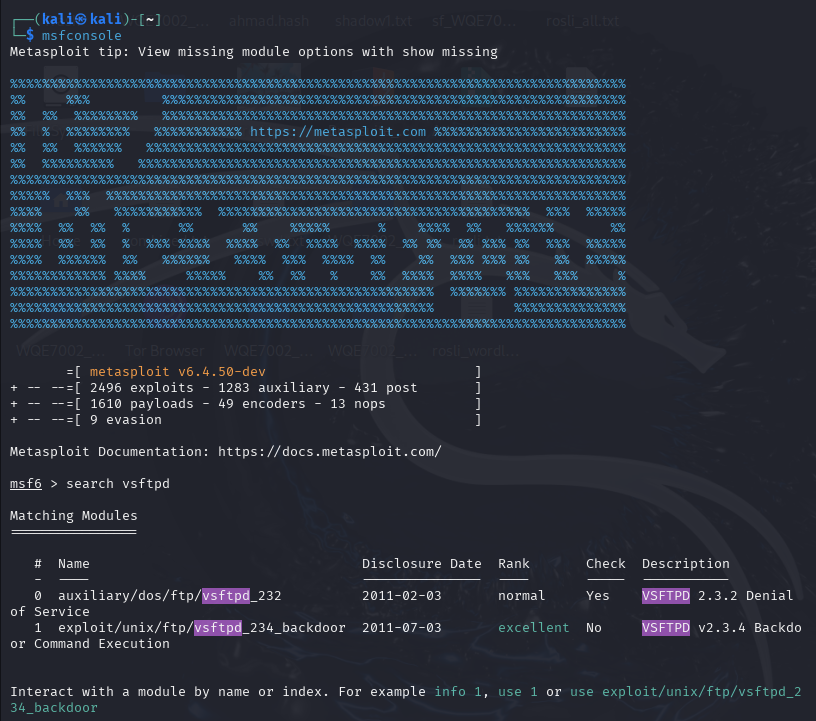 ┌──(kali㉿kali)-[~]
└─$ msfconsole
Metasploit tip: View missing module options with show missing
https://metasploit.com
=[ metasploit v6.4.50-dev ]
+ -- --=[ 2496 exploits - 1283 auxiliary - 431 post ]
+ -- --=[ 1610 payloads - 49 encoders - 13 nops ]
+ -- --=[ 9 evasion ]
Metasploit Documentation: https://docs.metasploit.com/
msf6 > search vsftpd
Matching Modules
================
# Name Disclosure Date Rank Check Description
- ---- --------------- ---- ----- -----------
0 auxiliary/dos/ftp/vsftpd_232 2011-02-03 normal Yes VSFTPD 2.3.2 Denial
of Service
1 exploit/unix/ftp/vsftpd_234_backdoor 2011-07-03 excellent No VSFTPD v2.3.4 Backdo
or Command Execution
Interact with a module by name or index. For example info 1, use 1 or use exploit/unix/ftp/vsftpd_2
34_backdoor